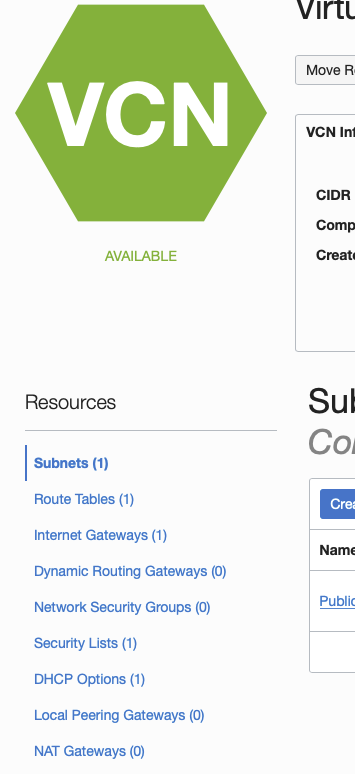 Virtu
VCN
Move Re
VCN Inf
CIDR
Comp
Create
AVAILABLE
Resources
Sub
Subnets (1)
Route Tables (1)
Internet Gateways (1)
Dynamic Routing Gateways (0)
Network Security Groups (0)
Security Lists (1)
DHCP Options (1)
Local Peering Gateways (0)
NAT Gateways (0)
Crea
Name
Public